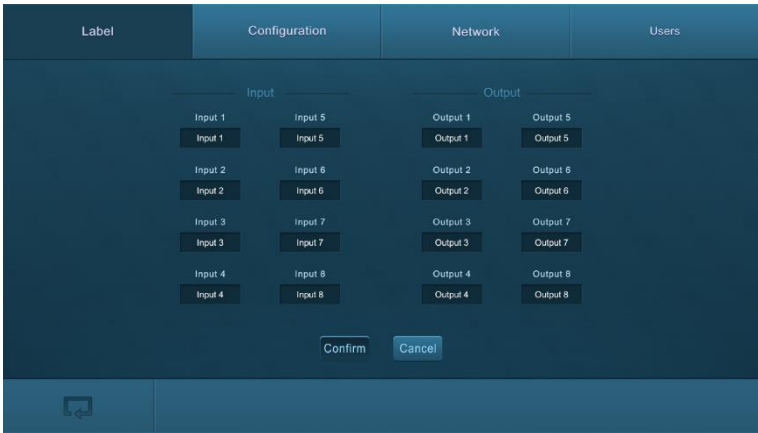 Label Configuration Network Users
Input Output
Input 1 Input 5 Output 1 Output 5
Input 1 Input 5 Output 1 Output 5
Input 2 Input 6 Output 2 Output 6
Input 2 Input 6 Output 2 Output 6
Input 3 Input 7 Output 3 Output 7
Input 3 Input 7 Output 3 Output 7
Input 4 Input 8 Output 4 Output 8
Input 4 Input 8 Output 4 Output 8
Confirm Cancel